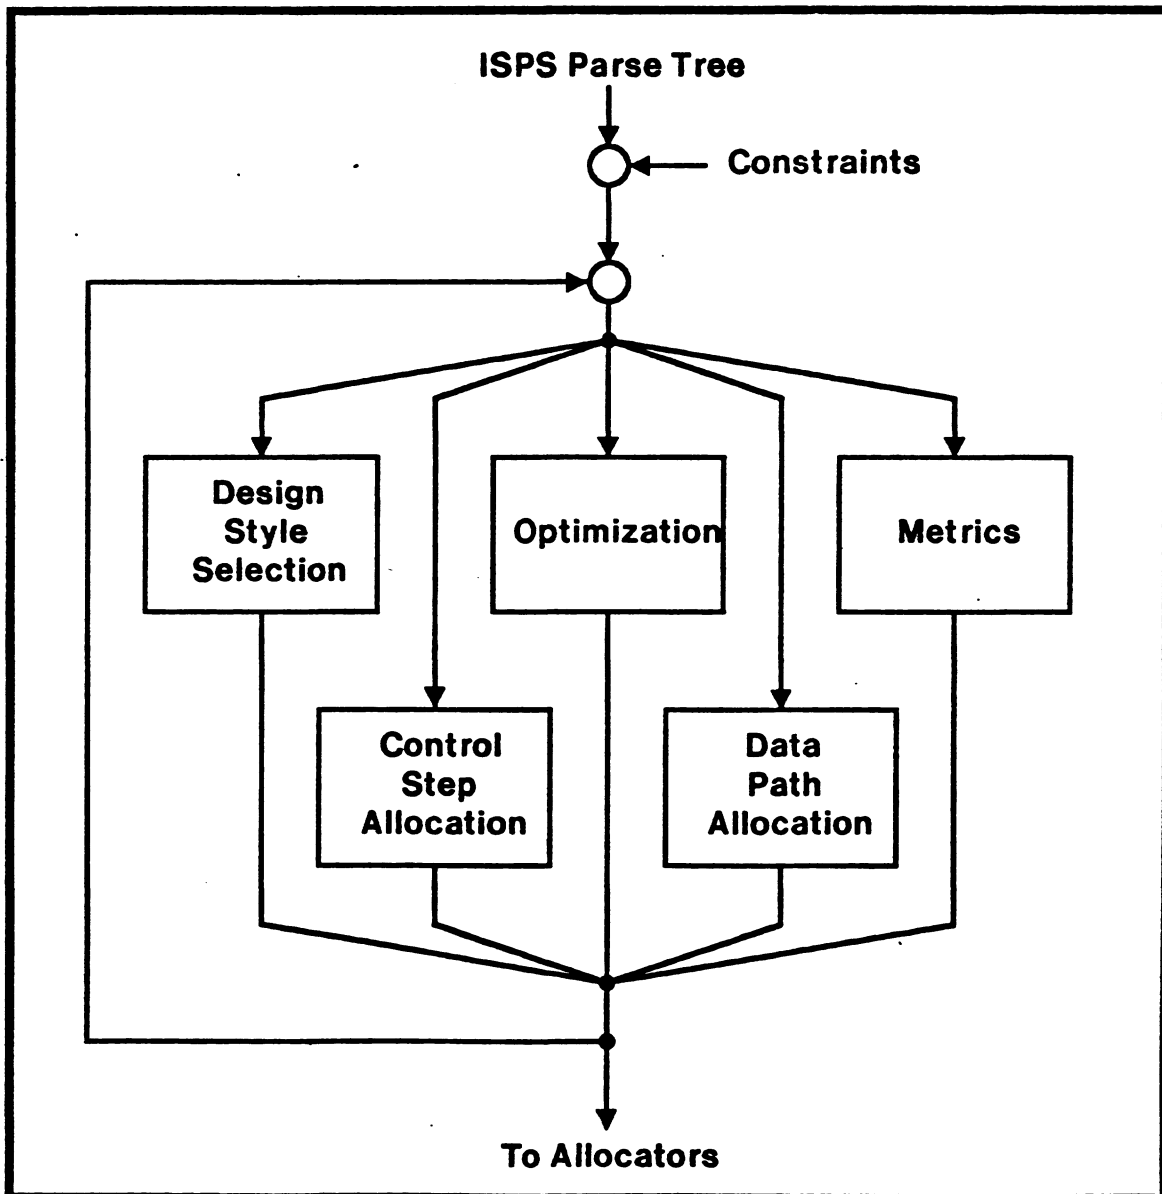 ISPS Parse Tree
Constraints
Design
Style
Selection
Optimization
Metrics
Control
Step
Allocation
Data
Path
Allocation
To Allocators